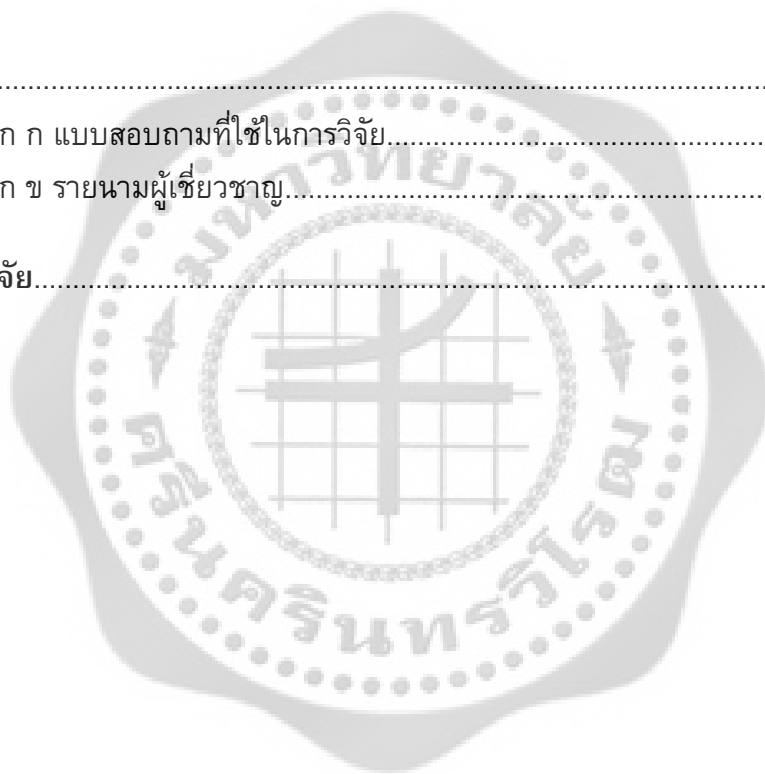 ............................................................
ก ก แบบสอบถามที่ใช้ในการวิจัย............................................................
ก ข รายนามผู้เชี่ยวชาญ............................................................
จัย............................................................
มหาวิทยาลัย
ศรีนครินทรวิโรฒ